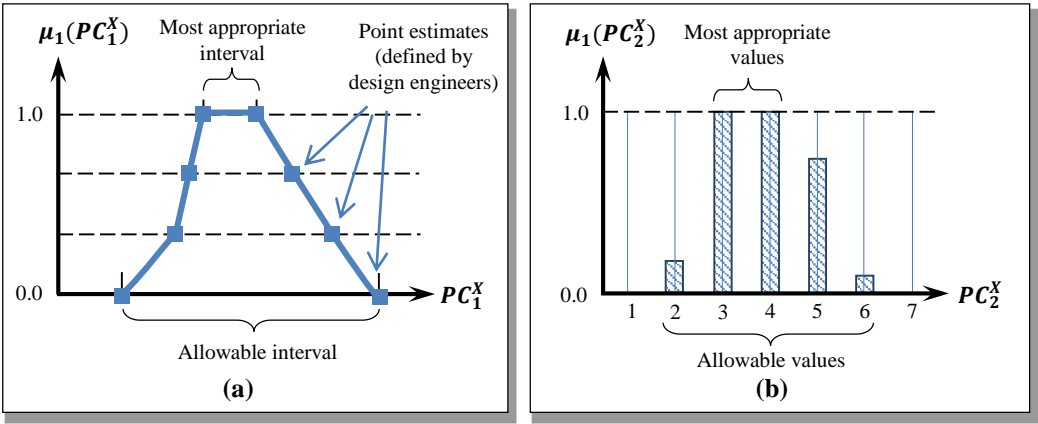 μ₁(PC₁ˣ)
Most appropriate
interval
Point estimates
(defined by
design engineers)
1.0
0.0
PC₁ˣ
Allowable interval
(a)
μ₁(PC₂ˣ)
Most appropriate
values
1.0
0.0
1 2 3 4 5 6 7
PC₂ˣ
Allowable values
(b)